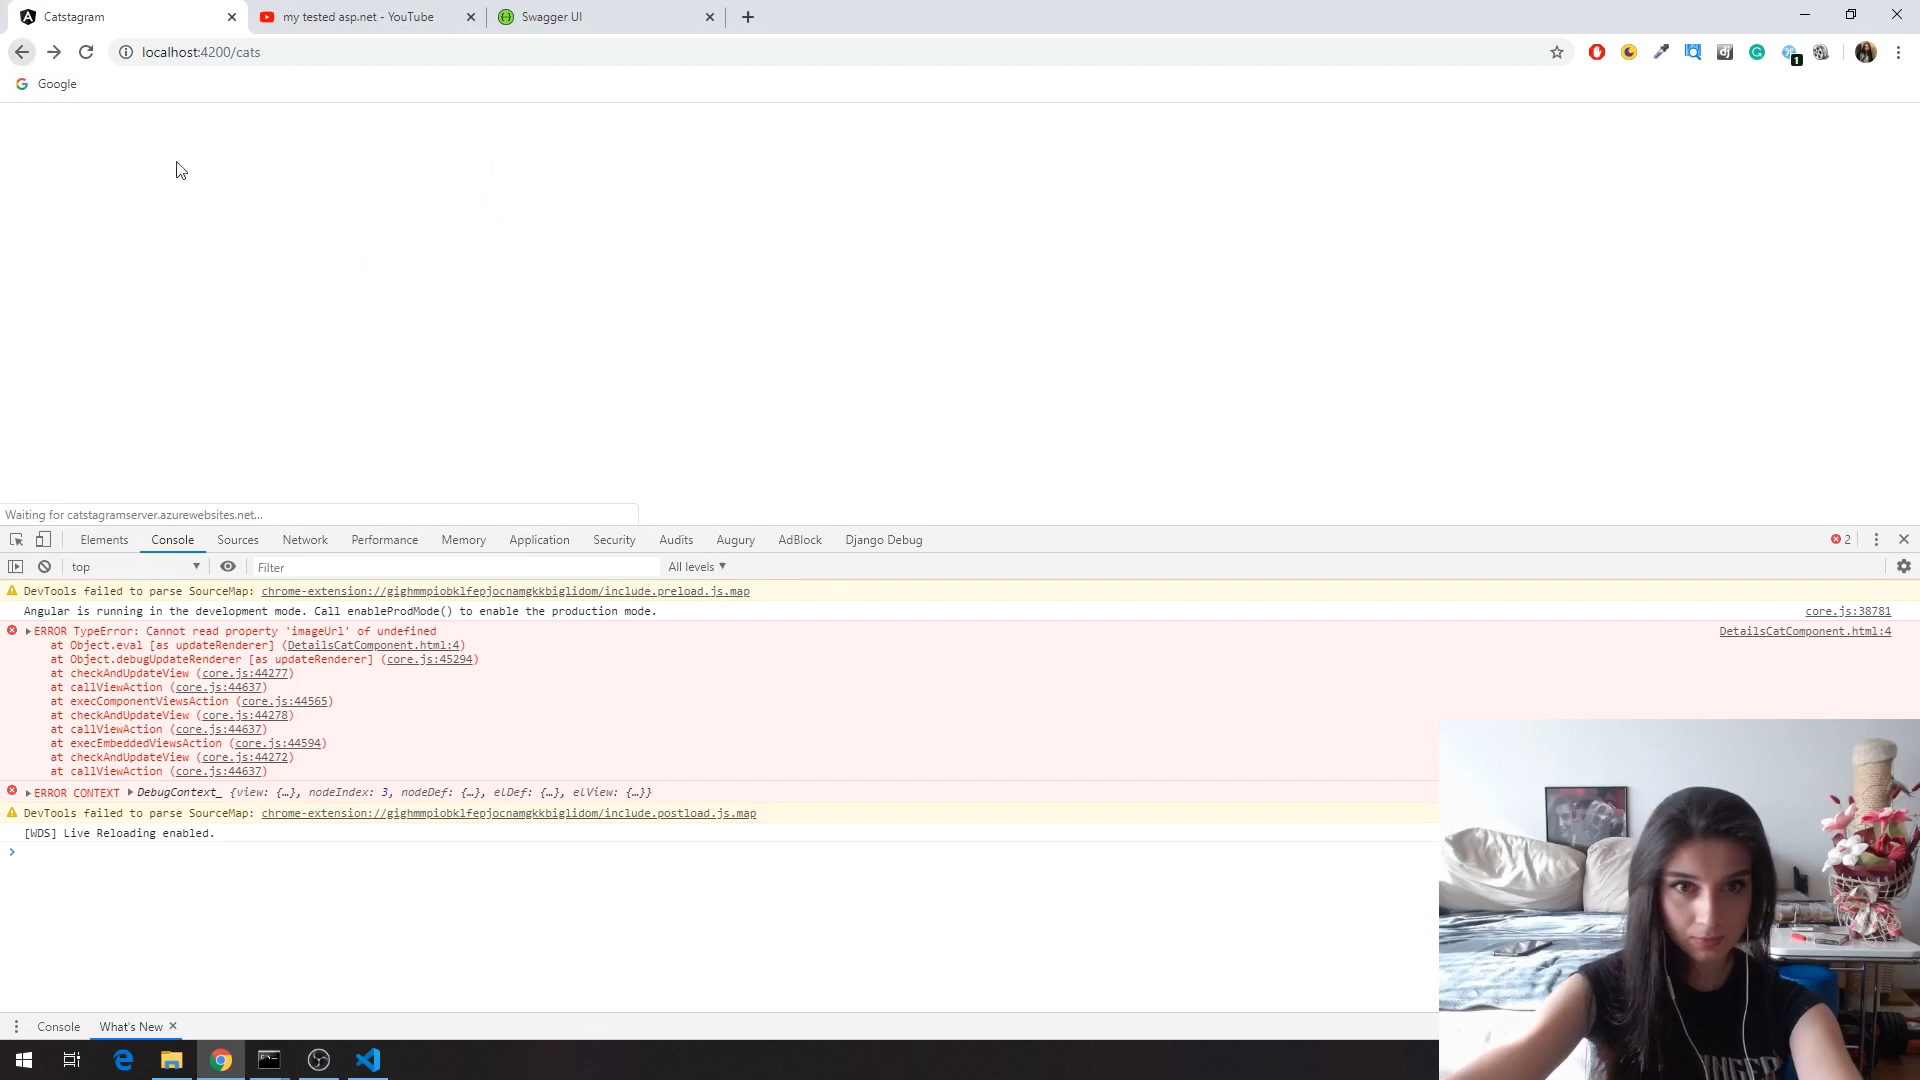 Catstagram
my tested asp.net - YouTube
Swagger UI
localhost:4200/cats
1
Google
Waiting for catstagramserver.azurewebsites.net...
Elements Console Sources Network Performance Memory Application Security Audits Augury AdBlock Django Debug 2
top Filter All levels
DevTools failed to parse SourceMap: chrome-extension://gighmmpiobklfepjocnamgkkbiglidom/include.preload.js.map
Angular is running in the development mode. Call enableProdMode() to enable the production mode. core.js:38781
ERROR TypeError: Cannot read property 'imageUrl' of undefined DetailsCatComponent.html:4
at Object.eval [as updateRenderer] (DetailsCatComponent.html:4)
at Object.debugUpdateRenderer [as updateRenderer] (core.js:45294)
at checkAndUpdateView (core.js:44277)
at callViewAction (core.js:44637)
at execComponentViewsAction (core.js:44565)
at checkAndUpdateView (core.js:44278)
at callViewAction (core.js:44637)
at execEmbeddedViewsAction (core.js:44594)
at checkAndUpdateView (core.js:44272)
at callViewAction (core.js:44637)
ERROR CONTEXT DebugContext_ {view: {…}, nodeIndex: 3, nodeDef: {…}, elDef: {…}, elView: {…}}
DevTools failed to parse SourceMap: chrome-extension://gighmmpiobklfepjocnamgkkbiglidom/include.postload.js.map
[WDS] Live Reloading enabled.
Console What's New